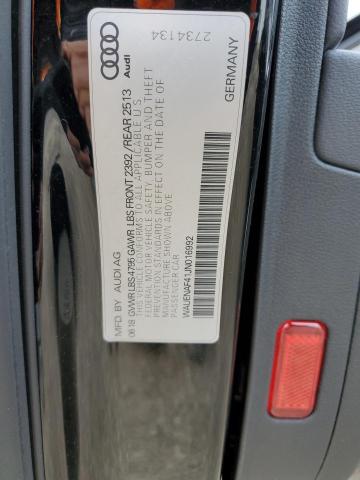 MFD. BY AUDI AG
06.18 GVWR LBS 4795 GAWR LBS FRONT 2392 / REAR 2513
THIS VEHICLE CONFORMS TO ALL APPLICABLE U.S.
FEDERAL MOTOR VEHICLE SAFETY, BUMPER AND THEFT
PREVENTION STANDARDS IN EFFECT ON THE DATE OF
MANUFACTURE SHOWN ABOVE.
PASSENGER CAR
WAUENAF41JN016992
Audi
2734134
GERMANY